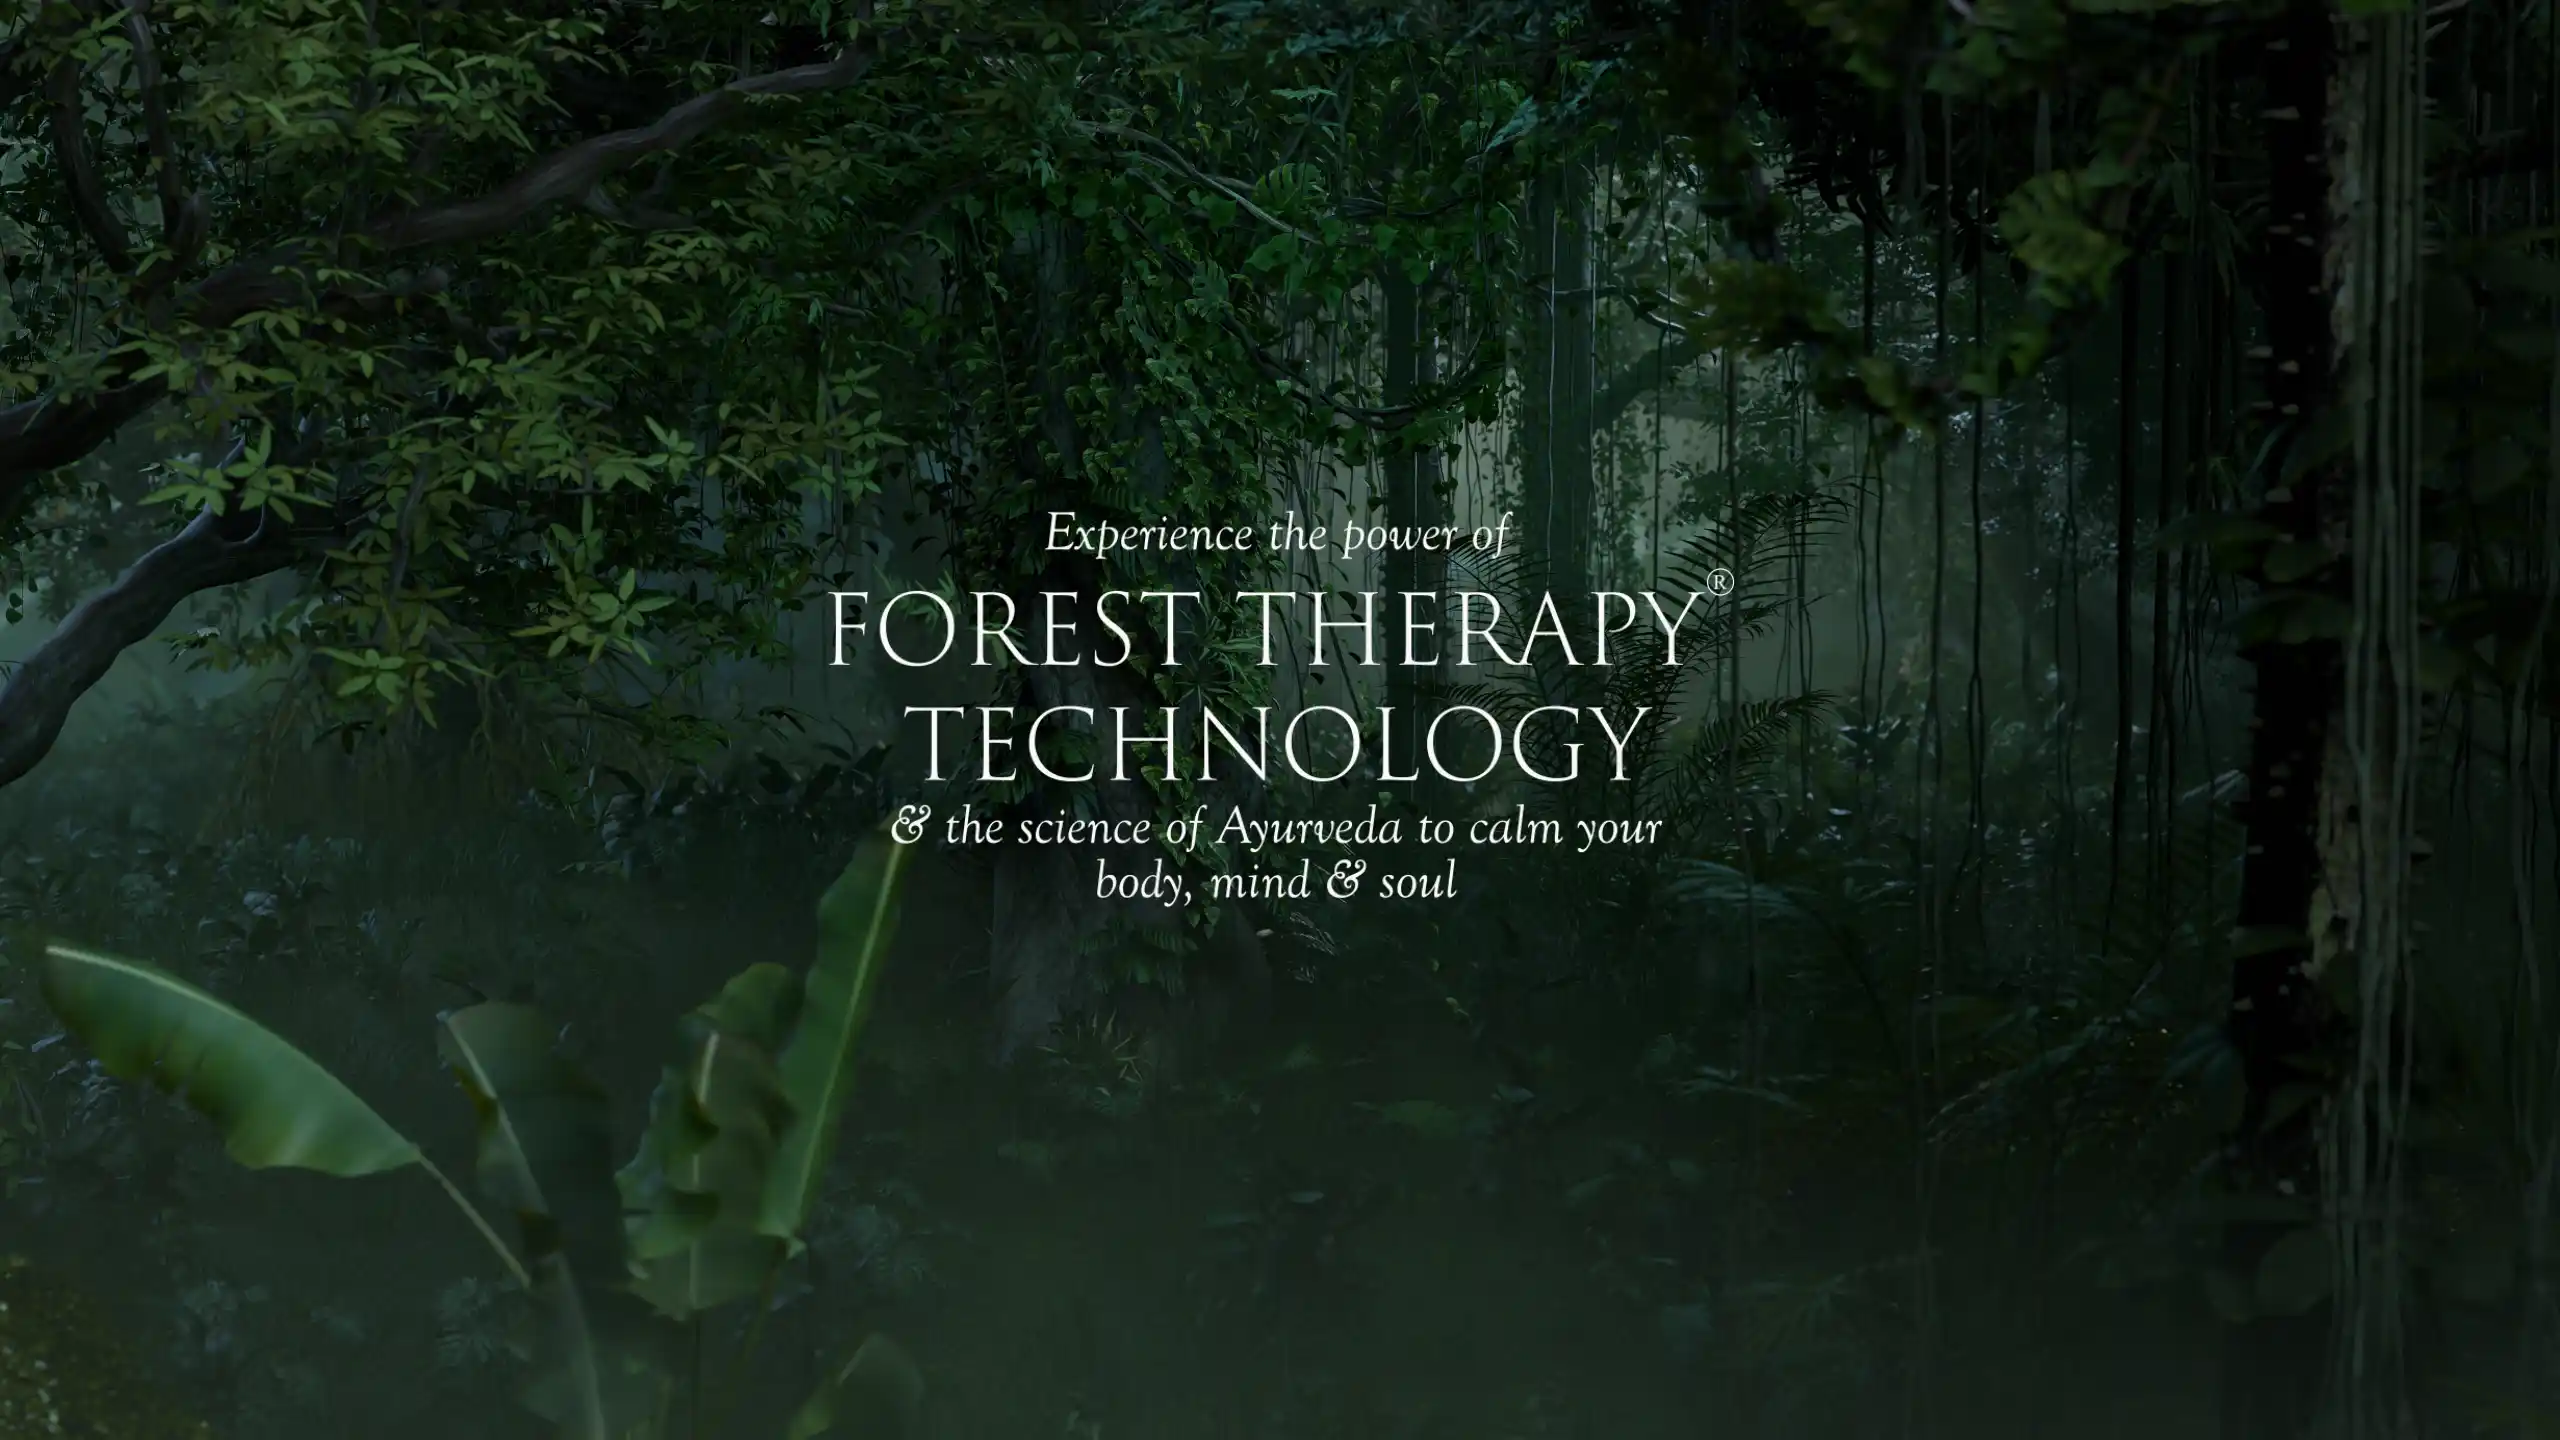 Experience the power of
FOREST THERAPY®
TECHNOLOGY
& the science of Ayurveda to calm your
body, mind & soul